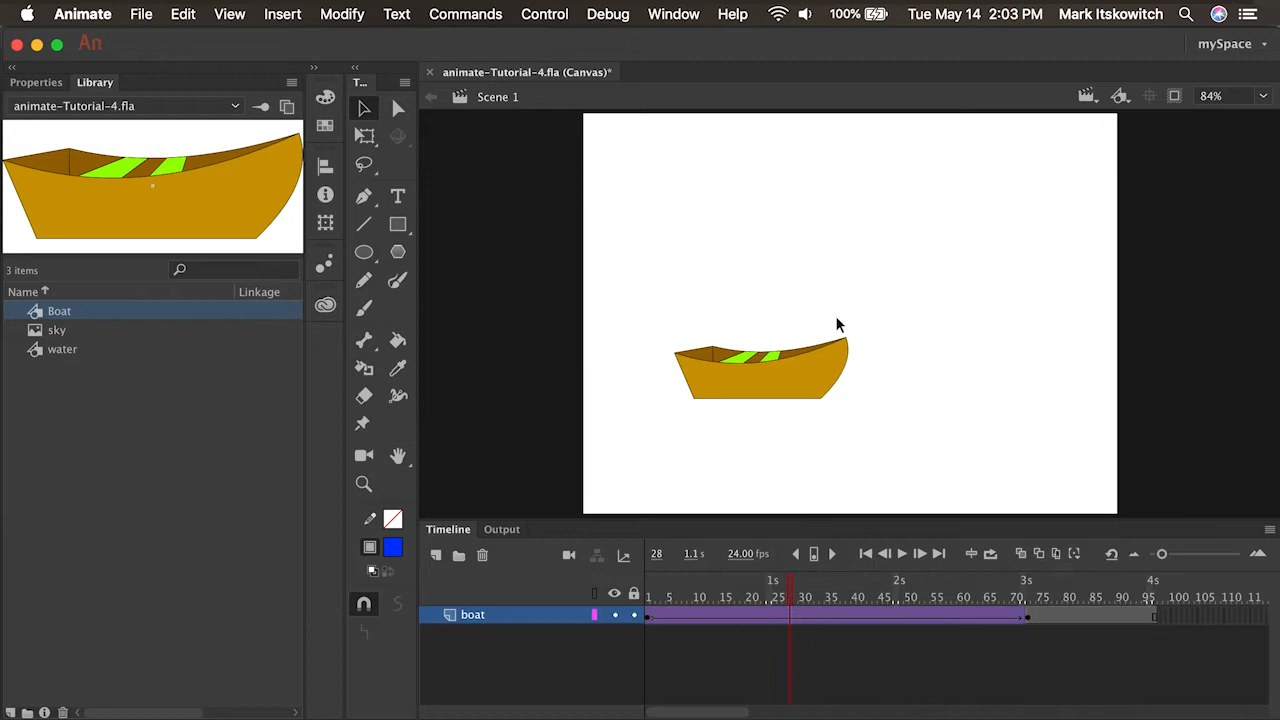 Animate File Edit View Insert Modify Text Commands Control Debug Window Help 100% Tue May 14 2:03 PM Mark Itskowitch
An mySpace
Properties Library T... × animate-Tutorial-4.fla (Canvas)*
animate-Tutorial-4.fla Scene 1 84%
3 items
Name Linkage
Boat
sky
water
Timeline Output
28 1.1 s 24.00 fps
1s 2s 3s 4s
1 5 10 15 20 25 30 35 40 45 50 55 60 65 70 75 80 85 90 95 100 105 110 11
boat